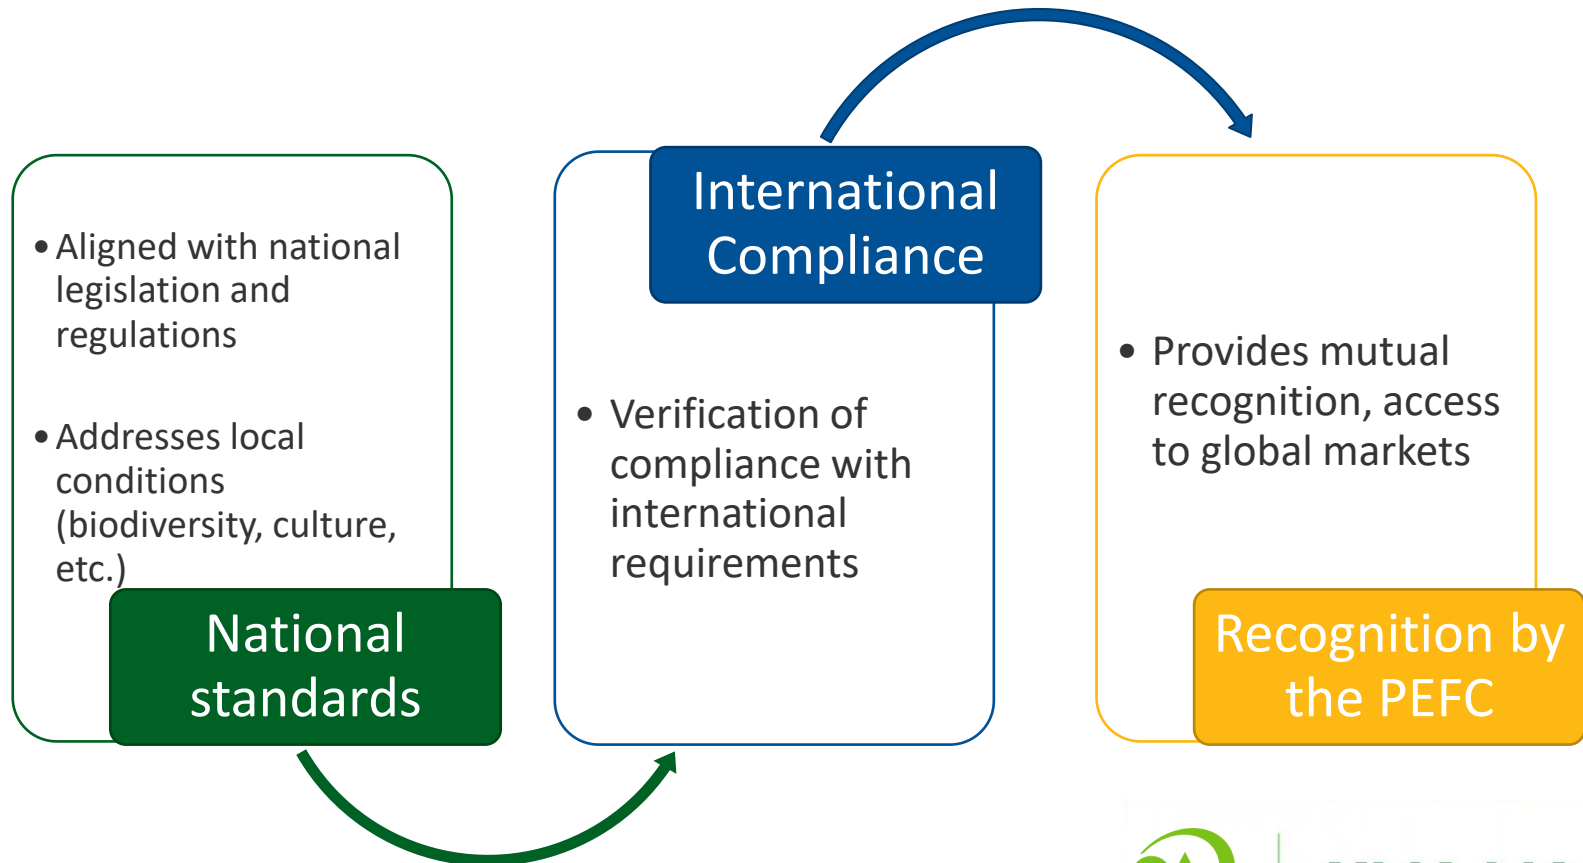 • Aligned with national
legislation and
regulations
• Addresses local
conditions
(biodiversity, culture,
etc.)
National
standards
International
Compliance
• Verification of
compliance with
international
requirements
• Provides mutual
recognition, access
to global markets
Recognition by
the PEFC